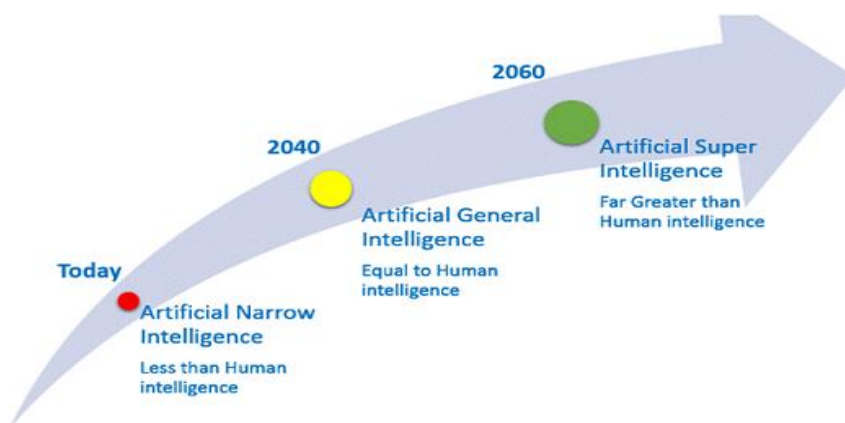 2060
Artificial Super
Intelligence
Far Greater than
Human intelligence
2040
Artificial General
Intelligence
Equal to Human
intelligence
Today
Artificial Narrow
Intelligence
Less than Human
intelligence